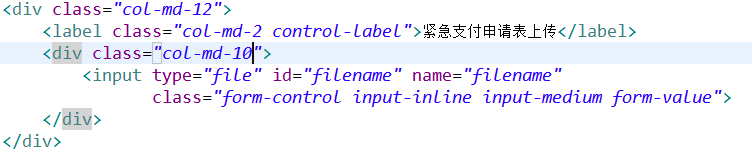 <div class="col-md-12">
<label class="col-md-2 control-label">紧急支付申请表上传</label>
<div class="col-md-10">
<input type="file" id="filename" name="filename"
class="form-control input-inline input-medium form-value">
</div>
</div>